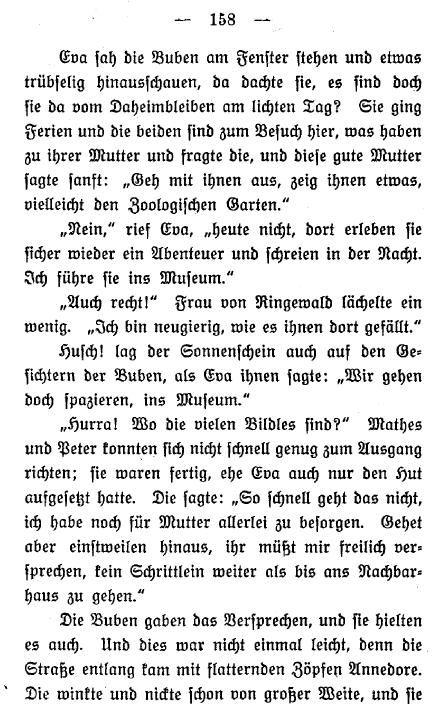 — 158 —
Eva sah die Buben am Fenster stehen und etwas
trübselig hinausschauen, da dachte sie, es sind doch
sie da vom Daheimbleiben am lichten Tag? Sie ging
Ferien und die beiden sind zum Besuch hier, was haben
zu ihrer Mutter und fragte die, und diese gute Mutter
sagte sanft: „Geh mit ihnen aus, zeig ihnen etwas,
vielleicht den Zoologischen Garten.“
„Nein,“ rief Eva, „heute nicht, dort erleben sie
sicher wieder ein Abenteuer und schreien in der Nacht.
Ich führe sie ins Museum.“
„Auch recht!“ Frau von Ringewald lächelte ein
wenig. „Ich bin neugierig, wie es ihnen dort gefällt.“
Husch! lag der Sonnenschein auch auf den Ge-
sichtern der Buben, als Eva ihnen sagte: „Wir gehen
doch spazieren, ins Museum.“
„Hurra! Wo die vielen Bildles sind?“ Mathes
und Peter konnten sich nicht schnell genug zum Ausgang
richten; sie waren fertig, ehe Eva auch nur den Hut
aufgesetzt hatte. Die sagte: „So schnell geht das nicht,
ich habe noch für Mutter allerlei zu besorgen. Gehet
aber einstweilen hinaus, ihr müßt mir freilich ver-
sprechen, kein Schrittlein weiter als bis ans Nachbar-
haus zu gehen.“
Die Buben gaben das Versprechen, und sie hielten
es auch. Und dies war nicht einmal leicht, denn die
Straße entlang kam mit flatternden Zöpfen Annedore.
Die winkte und nickte schon von großer Weite, und sie